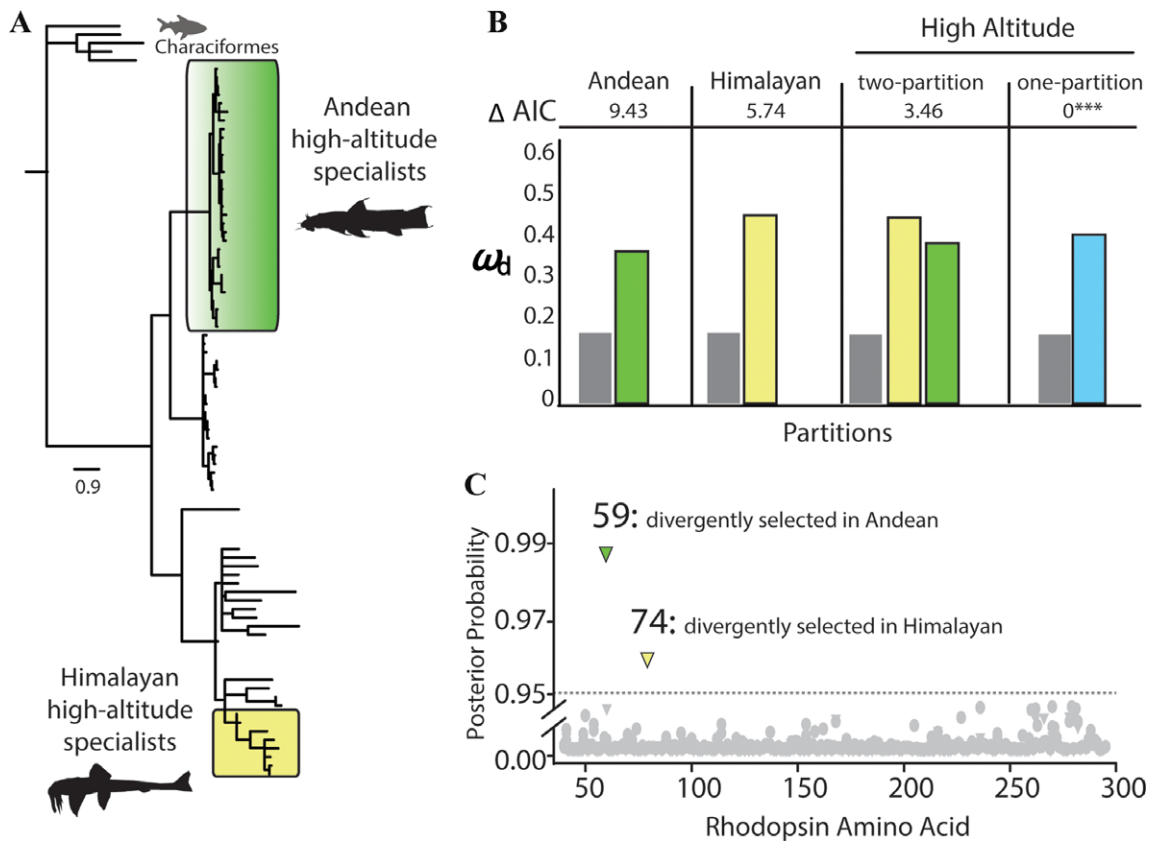 A
Characiformes
Andean
high-altitude
specialists
0.9
Himalayan
high-altitude
specialists
B
High Altitude
Andean Himalayan two-partition one-partition
Δ AIC 9.43 5.74 3.46 0***
0.6
0.5
0.4
0.3
0.2
0.1
0
ωd
Partitions
C
Posterior Probability
0.99
0.97
0.95
0.00
59: divergently selected in Andean
74: divergently selected in Himalayan
50 100 150 200 250 300
Rhodopsin Amino Acid